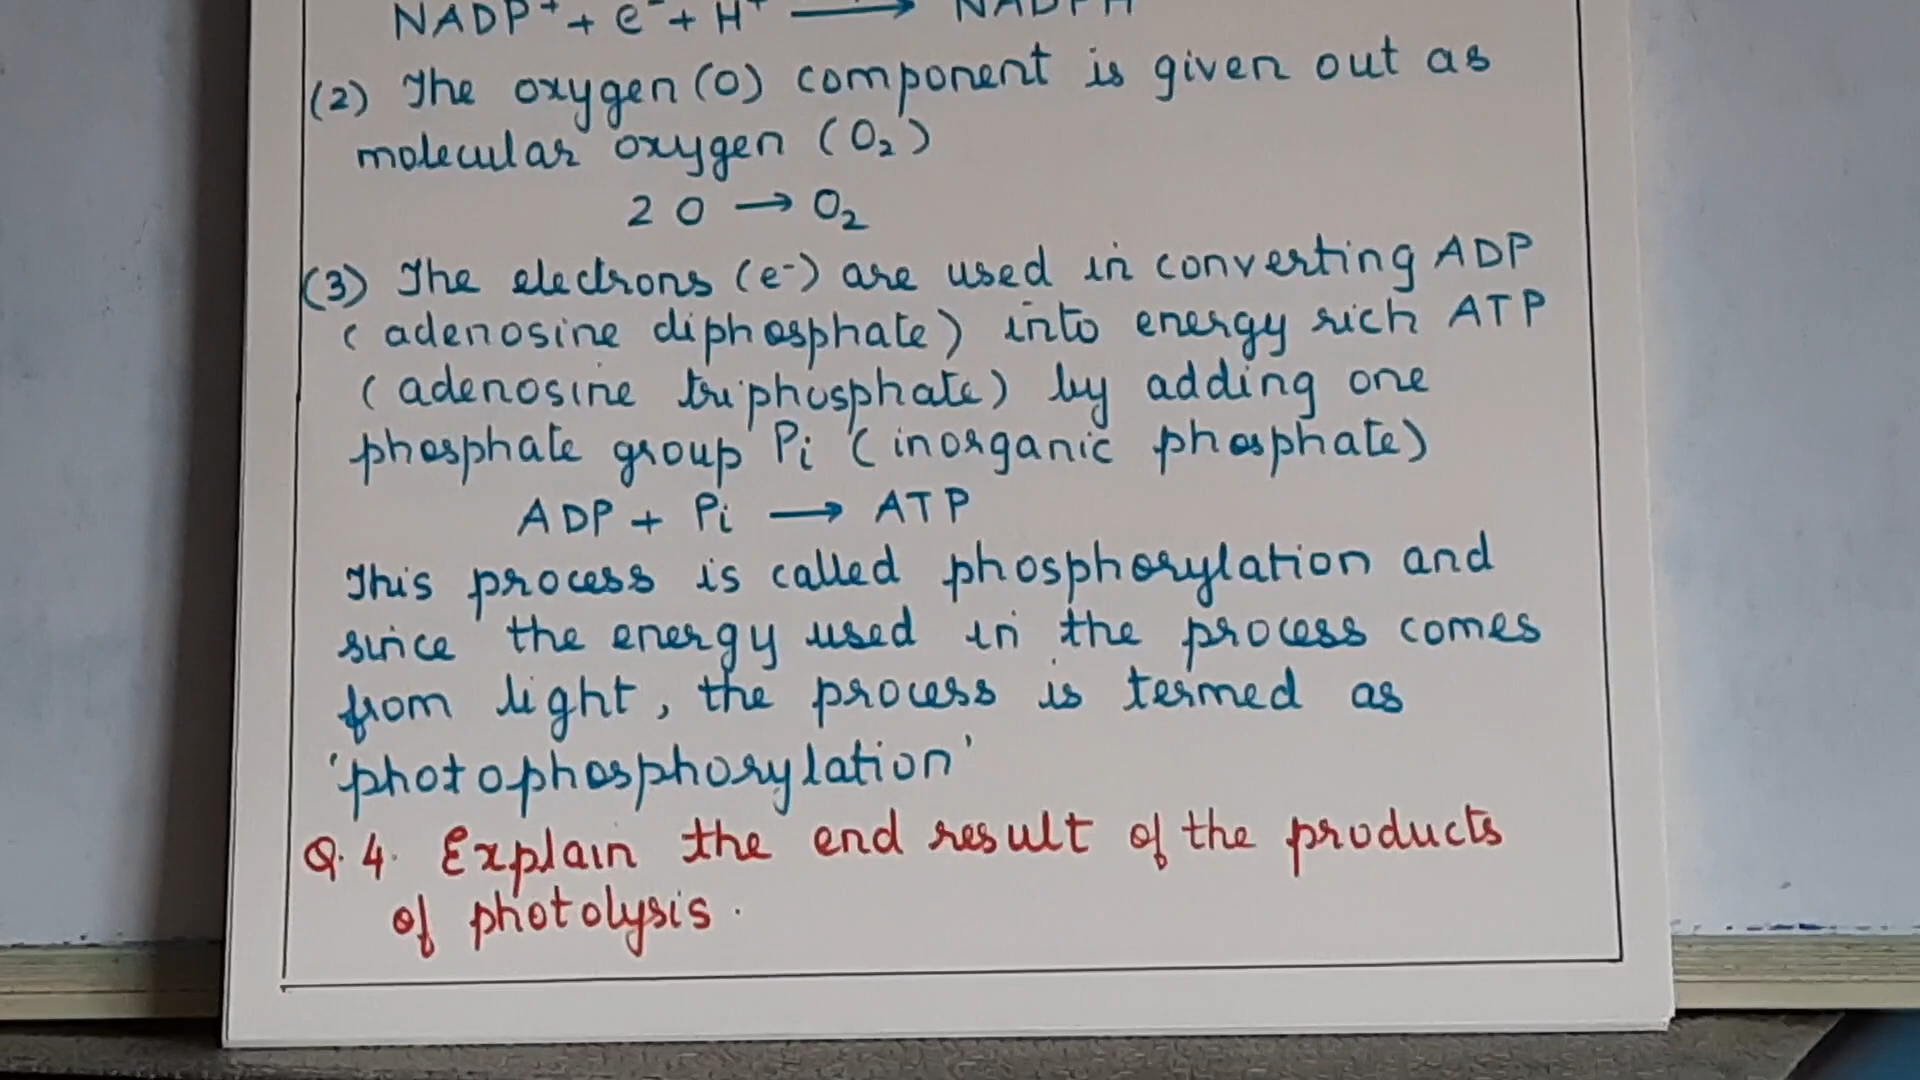 NADP⁺ + e⁻ + H⁺ ⟶ NADPH
(2) The oxygen (O) component is given out as
molecular oxygen (O₂)
2 O → O₂
(3) The electrons (e⁻) are used in converting ADP
(adenosine diphosphate) into energy rich ATP
(adenosine triphosphate) by adding one
phosphate group Pi (inorganic phosphate)
ADP + Pi ⟶ ATP
This process is called phosphorylation and
since the energy used in the process comes
from light, the process is termed as
'photophosphorylation'
Q.4. Explain the end result of the products
of photolysis.